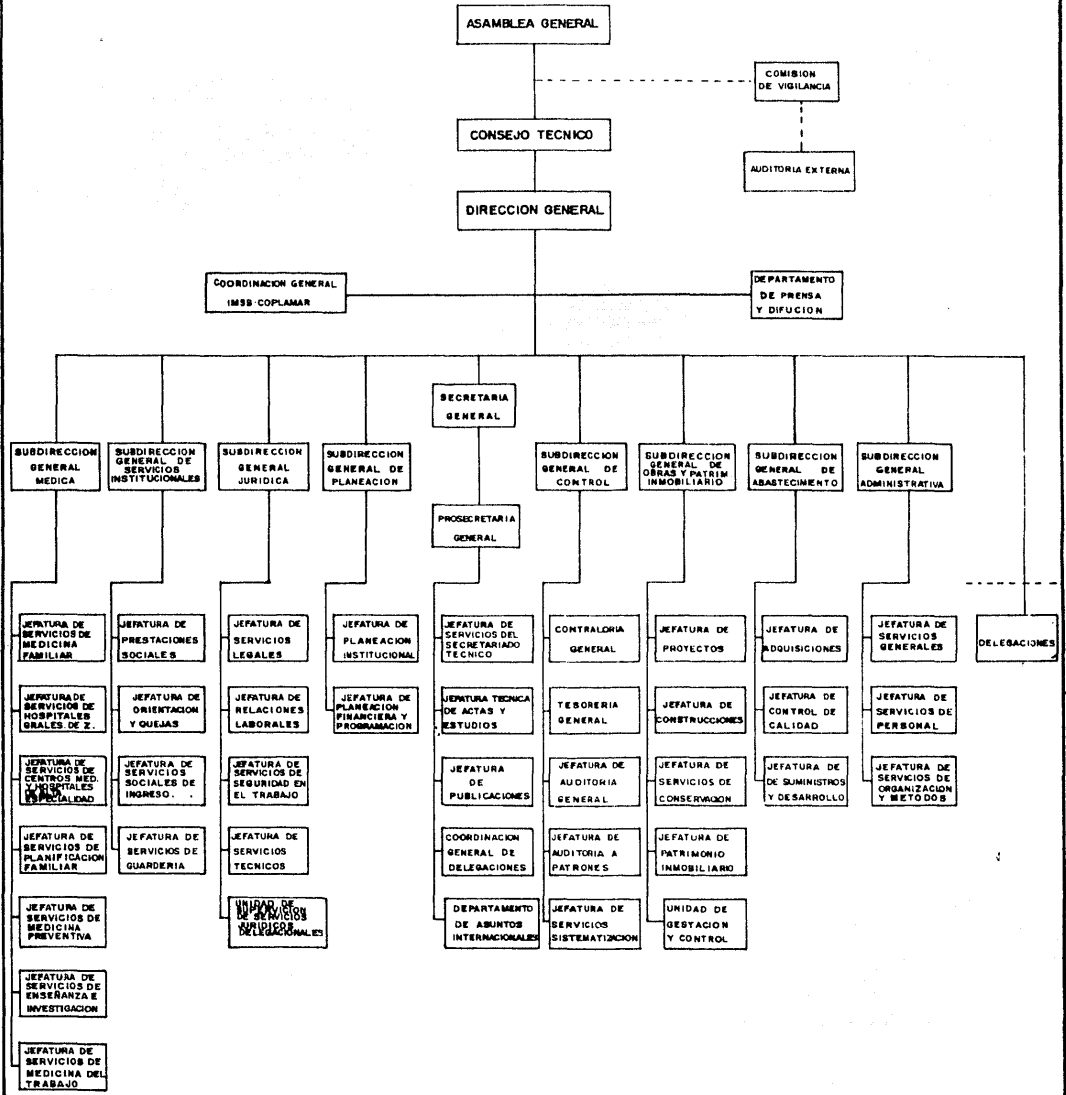 ASAMBLEA GENERAL
COMISION
DE VIGILANCIA
CONSEJO TECNICO
AUDITORIA EXTERNA
DIRECCION GENERAL
COORDINACION GENERAL
IMSS-COPLAMAR
DEPARTAMENTO
DE PRENSA
Y DIFUCION
SECRETARIA
GENERAL
SUBDIRECCION
GENERAL
MEDICA
SUBDIRECCION
GENERAL DE
SERVICIOS
INSTITUCIONALES
SUBDIRECCION
GENERAL
JURIDICA
SUBDIRECCION
GENERAL DE
PLANEACION
SUBDIRECCION
GENERAL DE
CONTROL
SUBDIRECCION
GENERAL DE
OBRAS Y PATRIM
INMOBILIARIO
SUBDIRECCION
GENERAL DE
ABASTECIMIENTO
SUBDIRECCION
GENERAL
ADMINISTRATIVA
PROSECRETARIA
GENERAL
JEFATURA DE
SERVICIOS DE
MEDICINA
FAMILIAR
JEFATURA DE
PRESTACIONES
SOCIALES
JEFATURA DE
SERVICIOS
LEGALES
JEFATURA DE
PLANEACION
INSTITUCIONAL
JEFATURA DE
SERVICIOS DEL
SECRETARIADO
TECNICO
CONTRALORIA
GENERAL
JEFATURA DE
PROYECTOS
JEFATURA DE
ADQUISICIONES
JEFATURA DE
SERVICIOS
GENERALES
DELEGACIONES
JEFATURA DE
SERVICIOS DE
HOSPITALES
GRALES. DE Z.
JEFATURA DE
ORIENTACION
Y QUEJAS
JEFATURA DE
RELACIONES
LABORALES
JEFATURA DE
PLANEACION
FINANCIERA Y
PROGRAMACION
JEFATURA TECNICA
DE ACTAS Y
ESTUDIOS
TESORERIA
GENERAL
JEFATURA DE
CONSTRUCCIONES
JEFATURA DE
CONTROL DE
CALIDAD
JEFATURA DE
SERVICIOS DE
PERSONAL
JEFATURA DE
SERVICIOS DE
CENTROS MED.
Y HOSPITALES
ESPECIALIDAD
JEFATURA DE
SERVICIOS
SOCIALES DE
INGRESO.
JEFATURA DE
SERVICIOS DE
SEGURIDAD EN
EL TRABAJO
JEFATURA
DE
PUBLICACIONES
JEFATURA DE
AUDITORIA
GENERAL
JEFATURA DE
SERVICIOS DE
CONSERVACION
JEFATURA DE
DE SUMINISTROS
Y DESARROLLO
JEFATURA DE
SERVICIOS DE
ORGANIZACION
Y METODOS
JEFATURA DE
SERVICIOS DE
PLANIFICACION
FAMILIAR
JEFATURA DE
SERVICIOS DE
GUARDERIA
JEFATURA DE
SERVICIOS
TECNICOS
COORDINACION
GENERAL DE
DELEGACIONES
JEFATURA DE
AUDITORIA A
PATRONES
JEFATURA DE
PATRIMONIO
INMOBILIARIO
JEFATURA DE
SERVICIOS DE
MEDICINA
PREVENTIVA
UNIDAD DE
SUPERVICION
DE SERVICIOS
JURIDICOS
DELEGACIONALES
DEPARTAMENTO
DE ASUNTOS
INTERNACIONALES
JEFATURA DE
SERVICIOS
SISTEMATIZACION
UNIDAD DE
GESTACION
Y CONTROL
JEFATURA DE
SERVICIOS DE
ENSEÑANZA E
INVESTIGACION
JEFATURA DE
SERVICIOS DE
MEDICINA DEL
TRABAJO